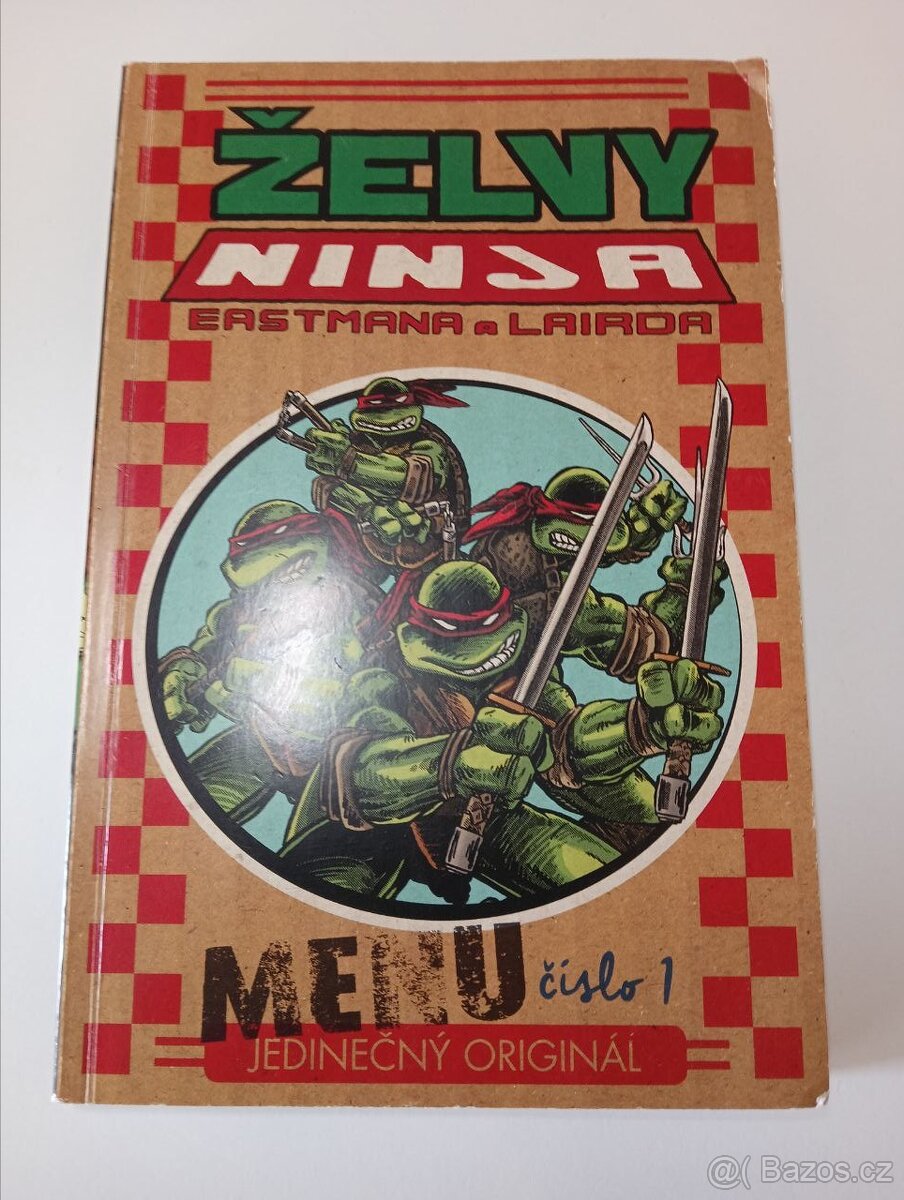 ŽELVY
NINJA
EASTMANA a LAIRDA
MENU číslo 1
JEDINEČNÝ ORIGINÁL
@( Bazos.cz